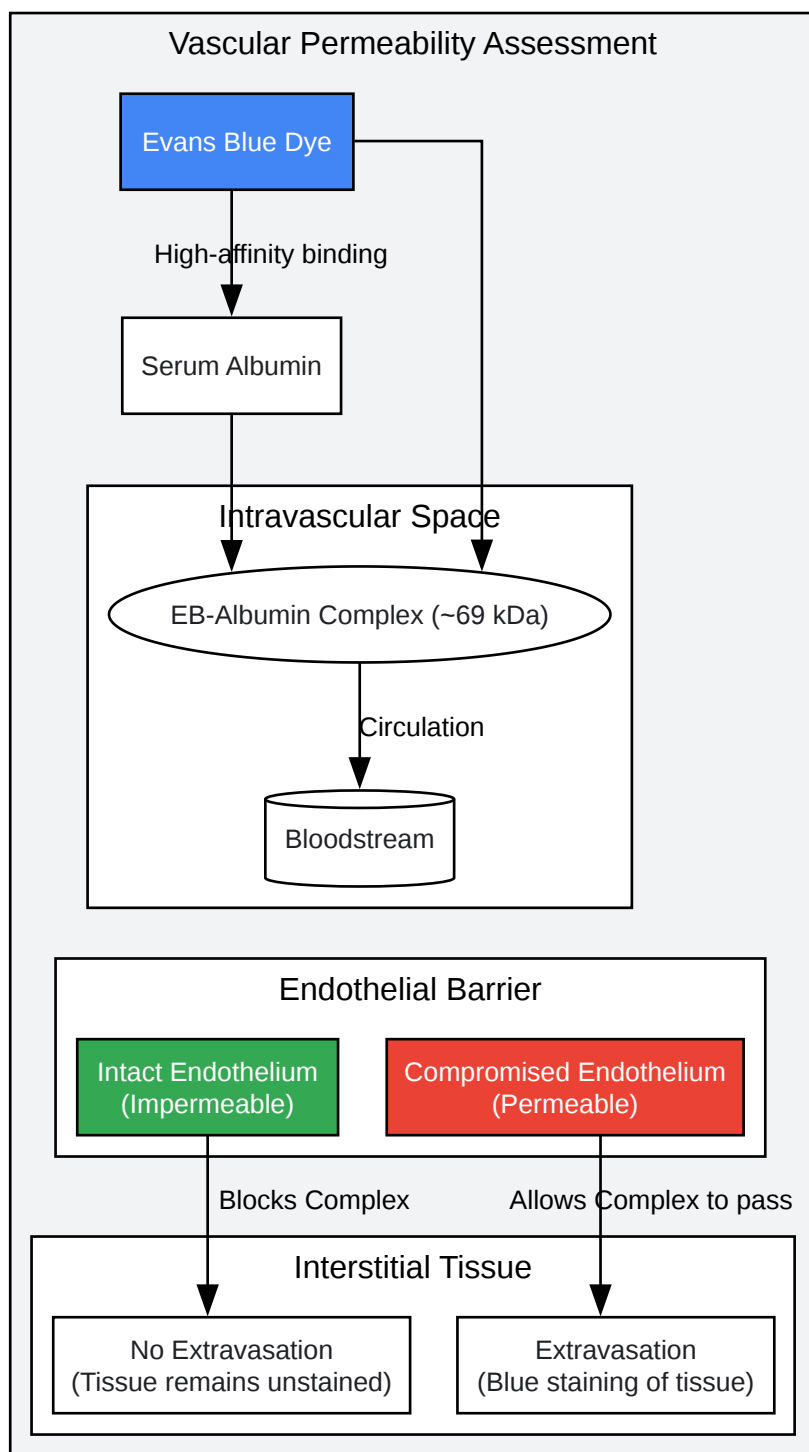 Vascular Permeability Assessment
Evans Blue Dye
High-affinity binding
Serum Albumin
Intravascular Space
EB-Albumin Complex (~69 kDa)
Circulation
Bloodstream
Endothelial Barrier
Intact Endothelium
(Impermeable)
Compromised Endothelium
(Permeable)
Blocks Complex
Allows Complex to pass
Interstitial Tissue
No Extravasation
(Tissue remains unstained)
Extravasation
(Blue staining of tissue)